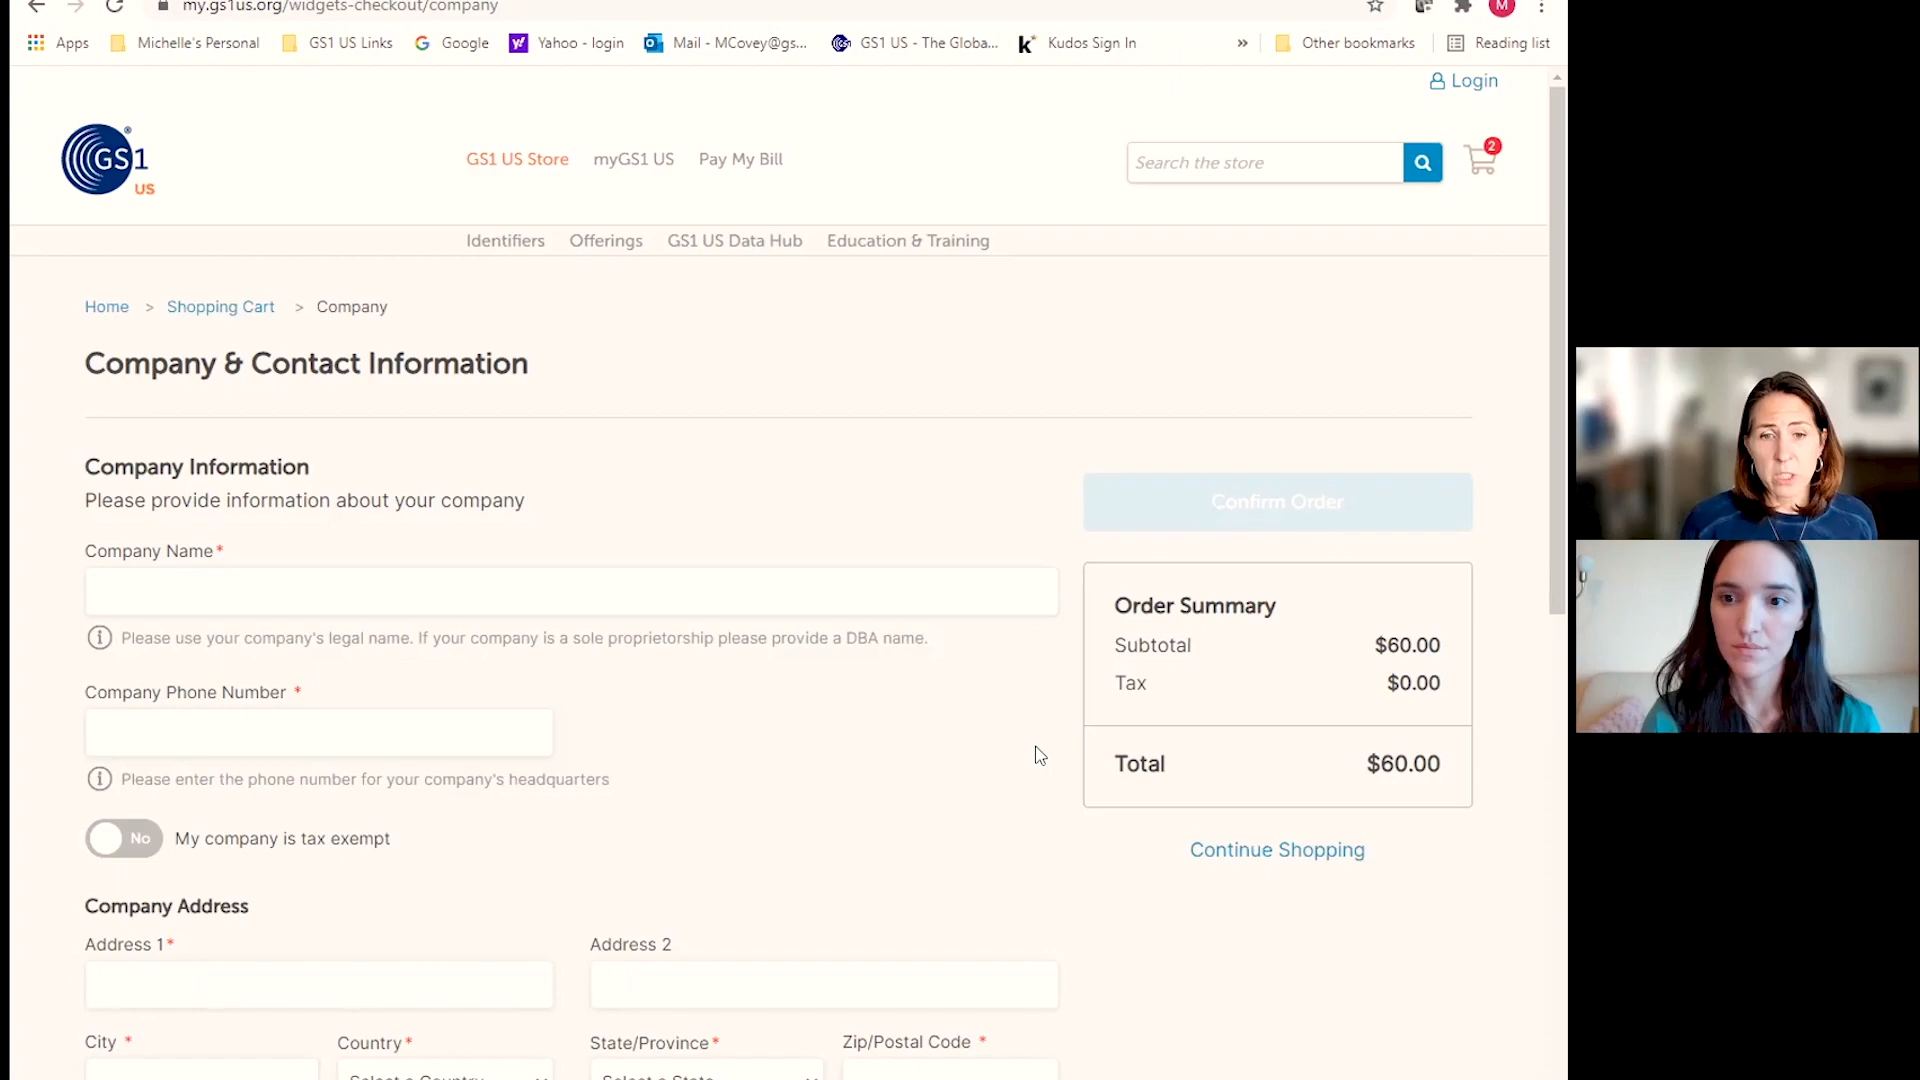 my.gs1us.org/widgets-checkout/company
M
Apps
Michelle's Personal
GS1 US Links
Google
Yahoo - login
Mail - MCovey@gs...
GS1 US - The Globa...
Kudos Sign In
»
Other bookmarks
Reading list
Login
GS1 US
GS1 US Store
myGS1 US
Pay My Bill
Search the store
2
Identifiers
Offerings
GS1 US Data Hub
Education & Training
Home > Shopping Cart > Company
Company & Contact Information
Company Information
Please provide information about your company
Company Name*
Please use your company's legal name. If your company is a sole proprietorship please provide a DBA name.
Company Phone Number *
Please enter the phone number for your company's headquarters
No
My company is tax exempt
Company Address
Address 1*
Address 2
City *
Country*
State/Province*
Zip/Postal Code *
Select a Country
Select a State
Confirm Order
Order Summary
Subtotal $60.00
Tax $0.00
Total $60.00
Continue Shopping